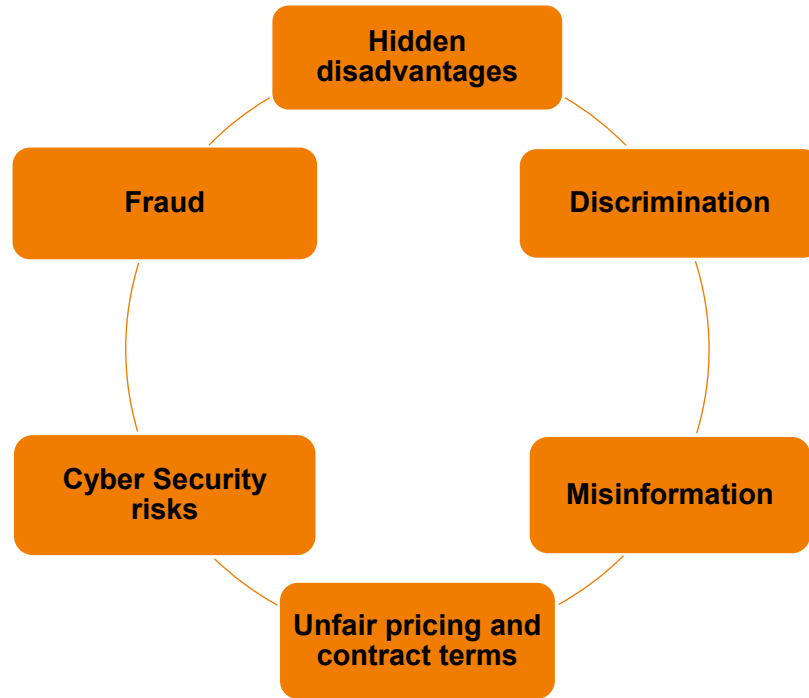 Hidden
disadvantages
Discrimination
Misinformation
Unfair pricing and
contract terms
Cyber Security
risks
Fraud